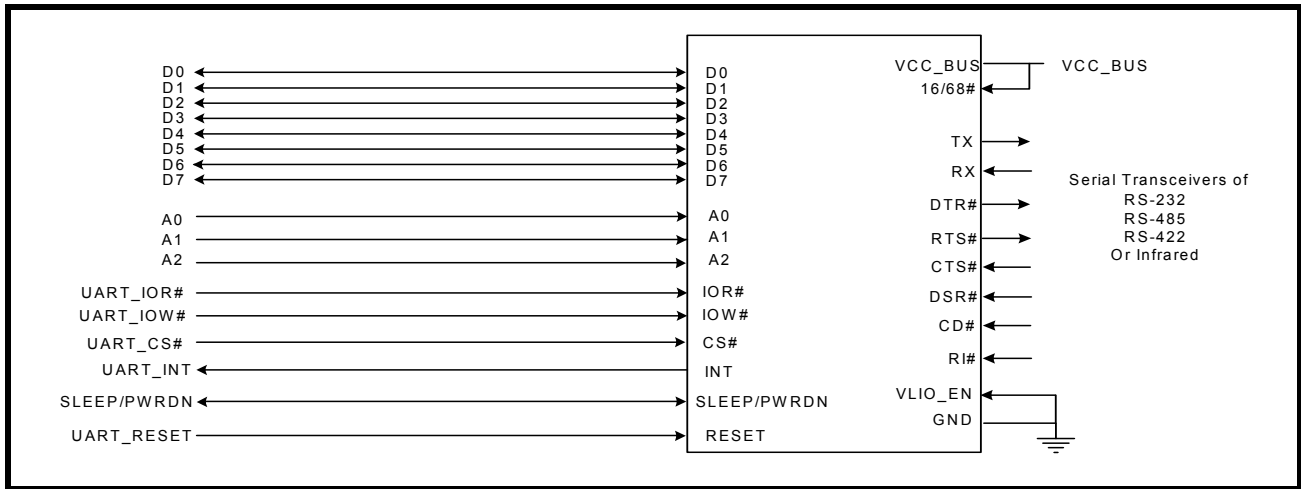 D0
D1
D2
D3
D4
D5
D6
D7
A0
A1
A2
UART_IOR#
UART_IOW#
UART_CS#
UART_INT
SLEEP/PWRDN
UART_RESET
D0
D1
D2
D3
D4
D5
D6
D7
A0
A1
A2
IOR#
IOW#
CS#
INT
SLEEP/PWRDN
RESET
VCC_BUS
16/68#
TX
RX
DTR#
RTS#
CTS#
DSR#
CD#
RI#
VLIO_EN
GND
VCC_BUS
Serial Transceivers of
RS-232
RS-485
RS-422
Or Infrared